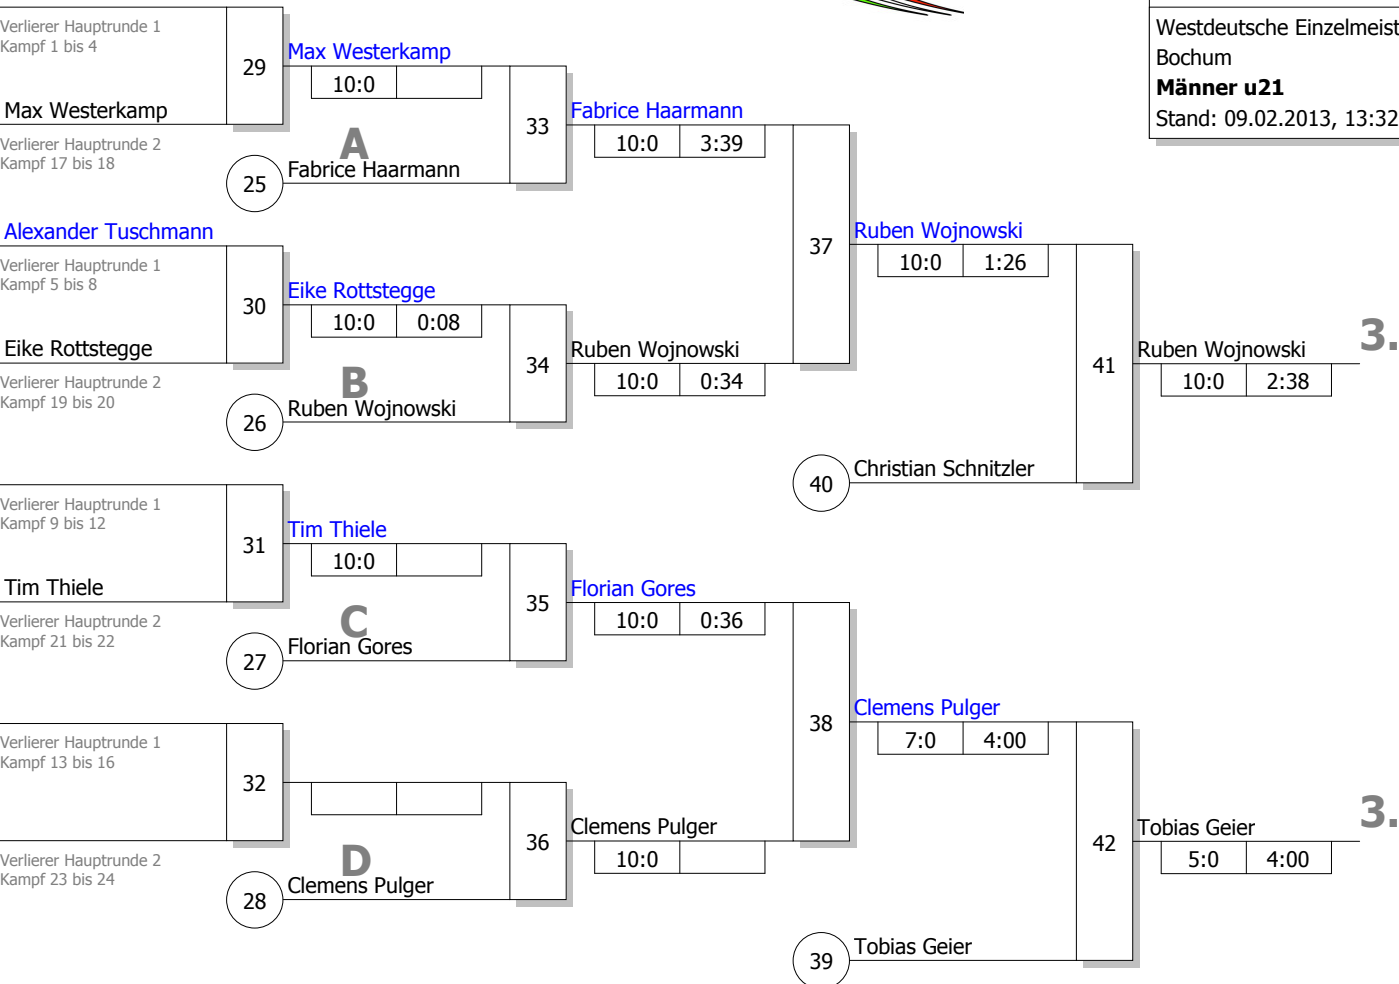 Westdeutsche Einzelmeist
Bochum
Männer u21
Stand: 09.02.2013, 13:32
Verlierer Hauptrunde 1
Kampf 1 bis 4
29
Max Westerkamp
10:0
Max Westerkamp
33
Fabrice Haarmann
10:0 3:39
Verlierer Hauptrunde 2
Kampf 17 bis 18
A
25
Fabrice Haarmann
Alexander Tuschmann
37
Ruben Wojnowski
10:0 1:26
Verlierer Hauptrunde 1
Kampf 5 bis 8
30
Eike Rottstegge
10:0 0:08
Eike Rottstegge
34
Ruben Wojnowski
10:0 0:34
41
Ruben Wojnowski
10:0 2:38
3.
Verlierer Hauptrunde 2
Kampf 19 bis 20
B
26
Ruben Wojnowski
40
Christian Schnitzler
Verlierer Hauptrunde 1
Kampf 9 bis 12
31
Tim Thiele
10:0
Tim Thiele
35
Florian Gores
10:0 0:36
Verlierer Hauptrunde 2
Kampf 21 bis 22
C
27
Florian Gores
38
Clemens Pulger
7:0 4:00
Verlierer Hauptrunde 1
Kampf 13 bis 16
32
36
Clemens Pulger
10:0
42
Tobias Geier
5:0 4:00
3.
Verlierer Hauptrunde 2
Kampf 23 bis 24
D
28
Clemens Pulger
39
Tobias Geier